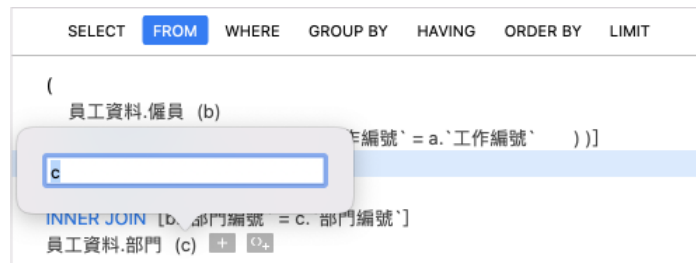 SELECT FROM WHERE GROUP BY HAVING ORDER BY LIMIT
(
員工資料.僱員 (b)
作編號` = a.`工作編號` ) )]
c
INNER JOIN [b.`部門編號` = c.`部門編號`]
員工資料.部門 (c)